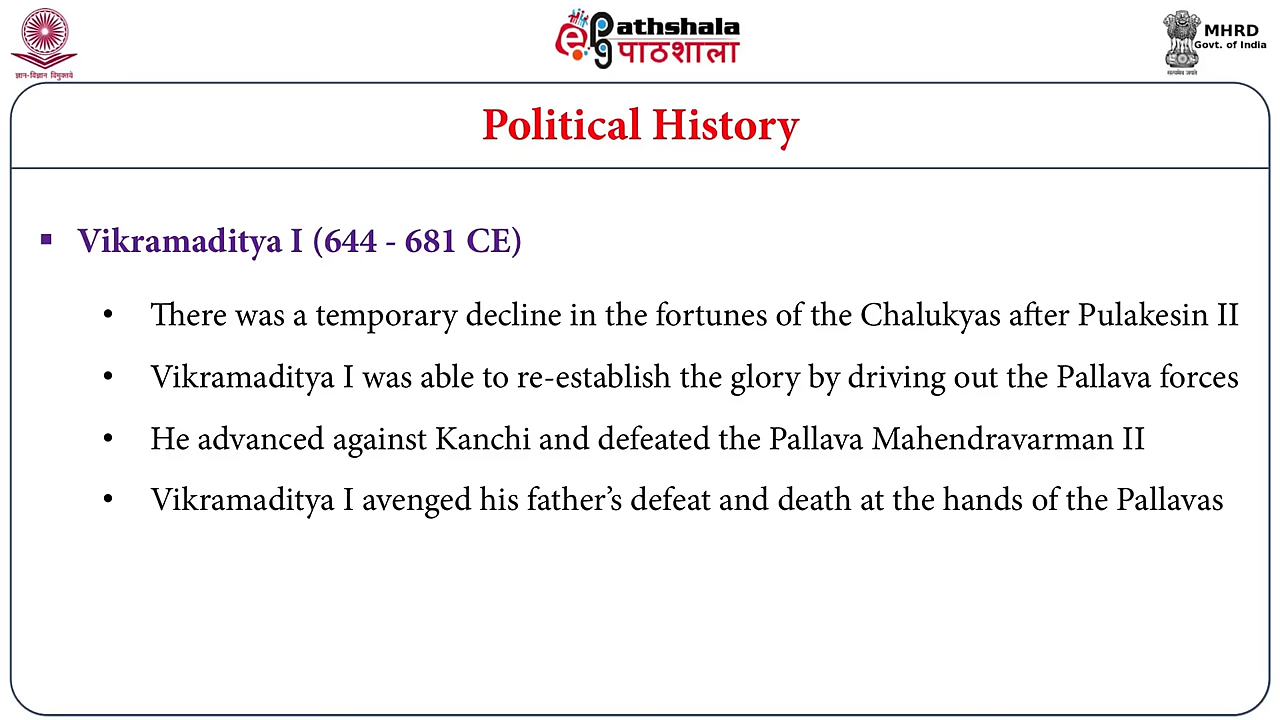 ज्ञान-विज्ञान विमुक्तये
ePathshala
पाठशाला
MHRD
Govt. of India
सत्यमेव जयते
Political History
▪ Vikramaditya I (644 - 681 CE)
• There was a temporary decline in the fortunes of the Chalukyas after Pulakesin II
• Vikramaditya I was able to re-establish the glory by driving out the Pallava forces
• He advanced against Kanchi and defeated the Pallava Mahendravarman II
• Vikramaditya I avenged his father’s defeat and death at the hands of the Pallavas